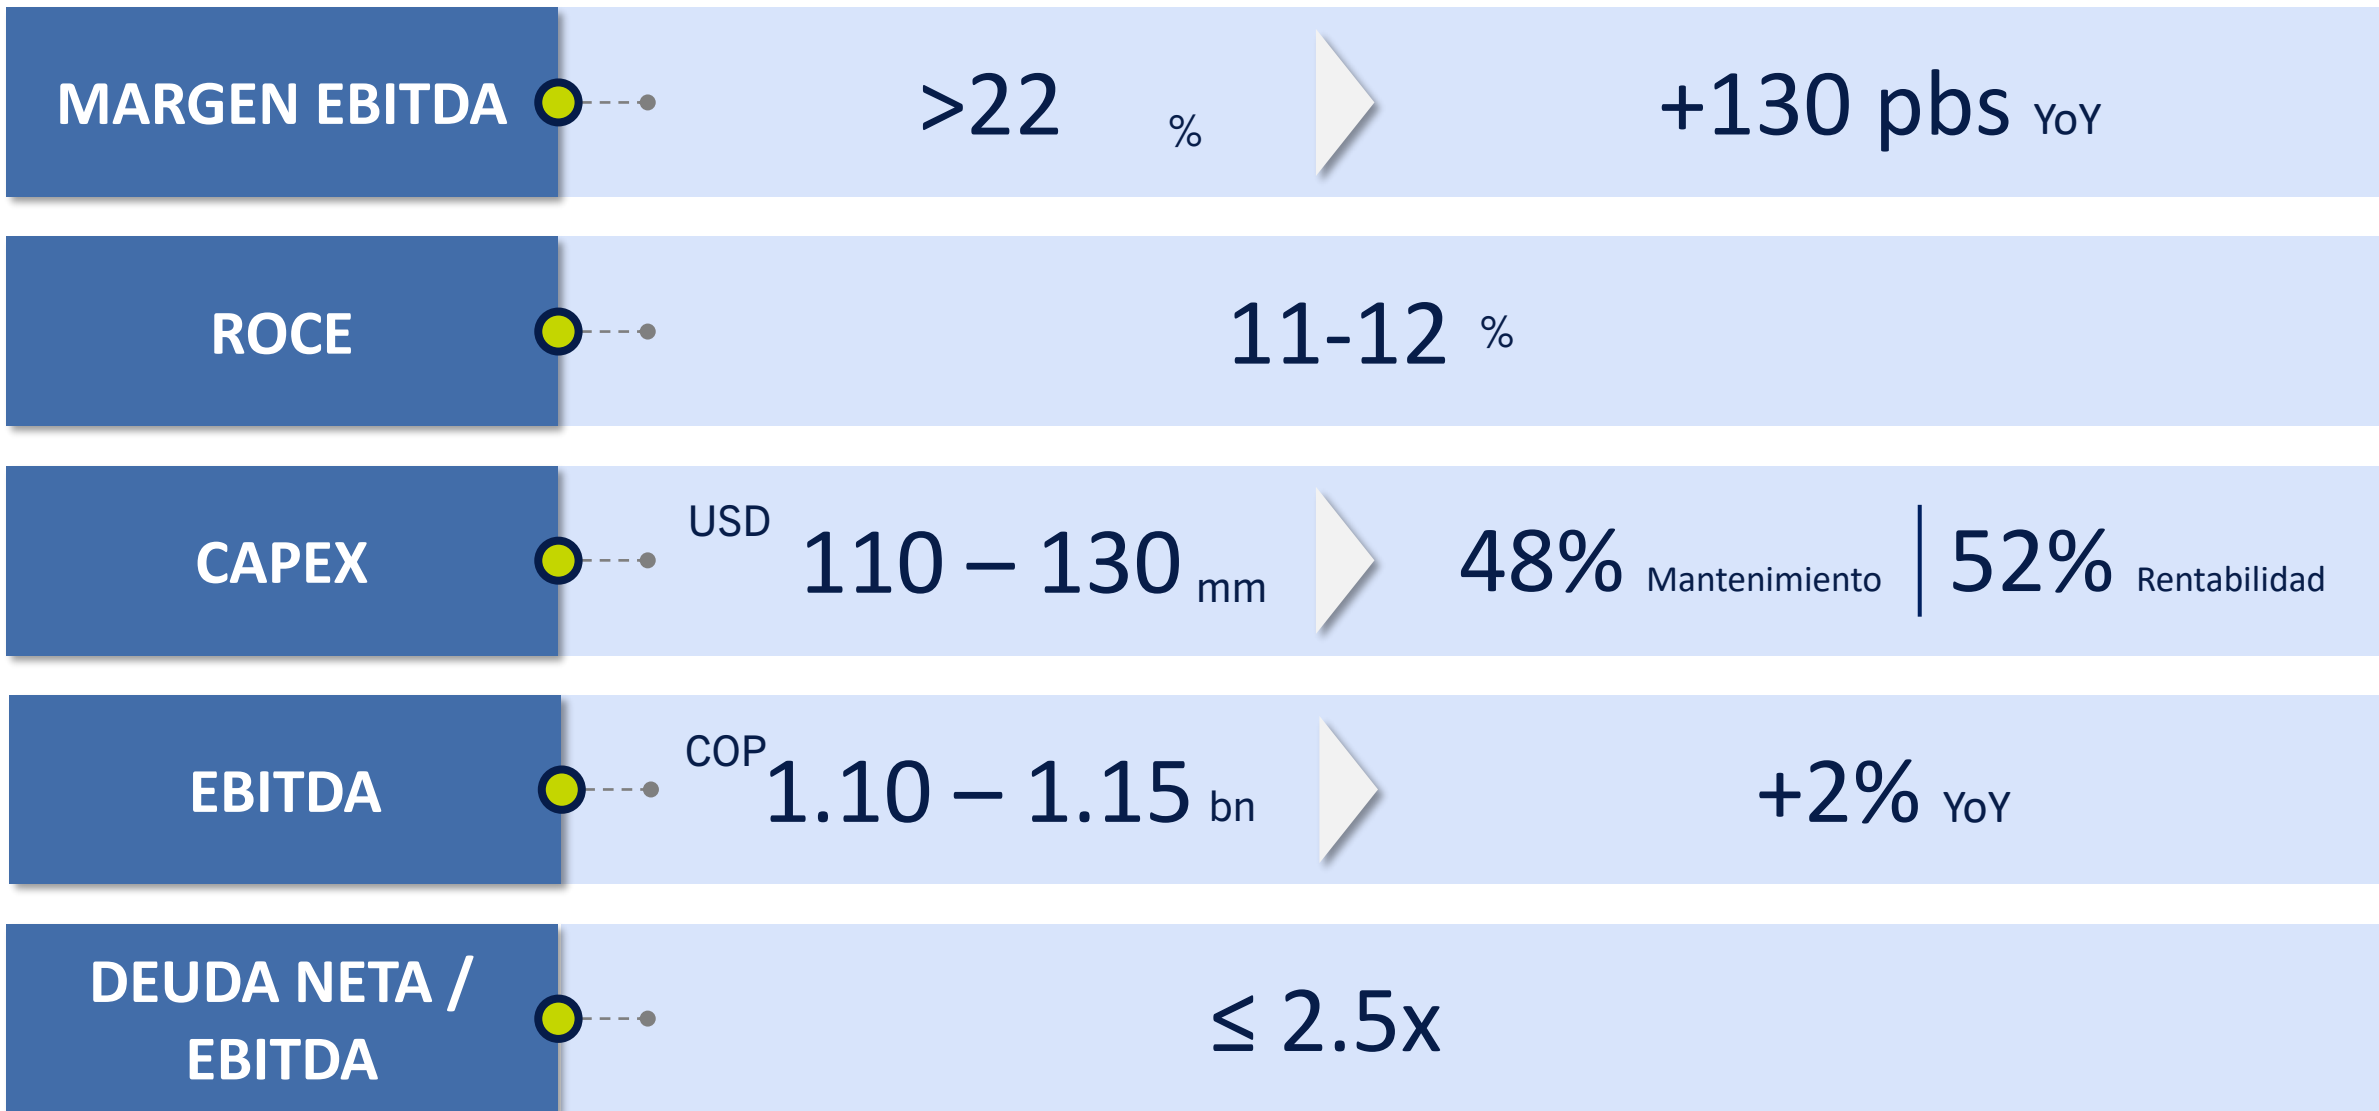 MARGEN EBITDA
>22 %
+130 pbs YoY
ROCE
11-12 %
CAPEX
USD 110 – 130 mm
48% Mantenimiento
52% Rentabilidad
EBITDA
COP 1.10 – 1.15 bn
+2% YoY
DEUDA NETA /
EBITDA
≤ 2.5x